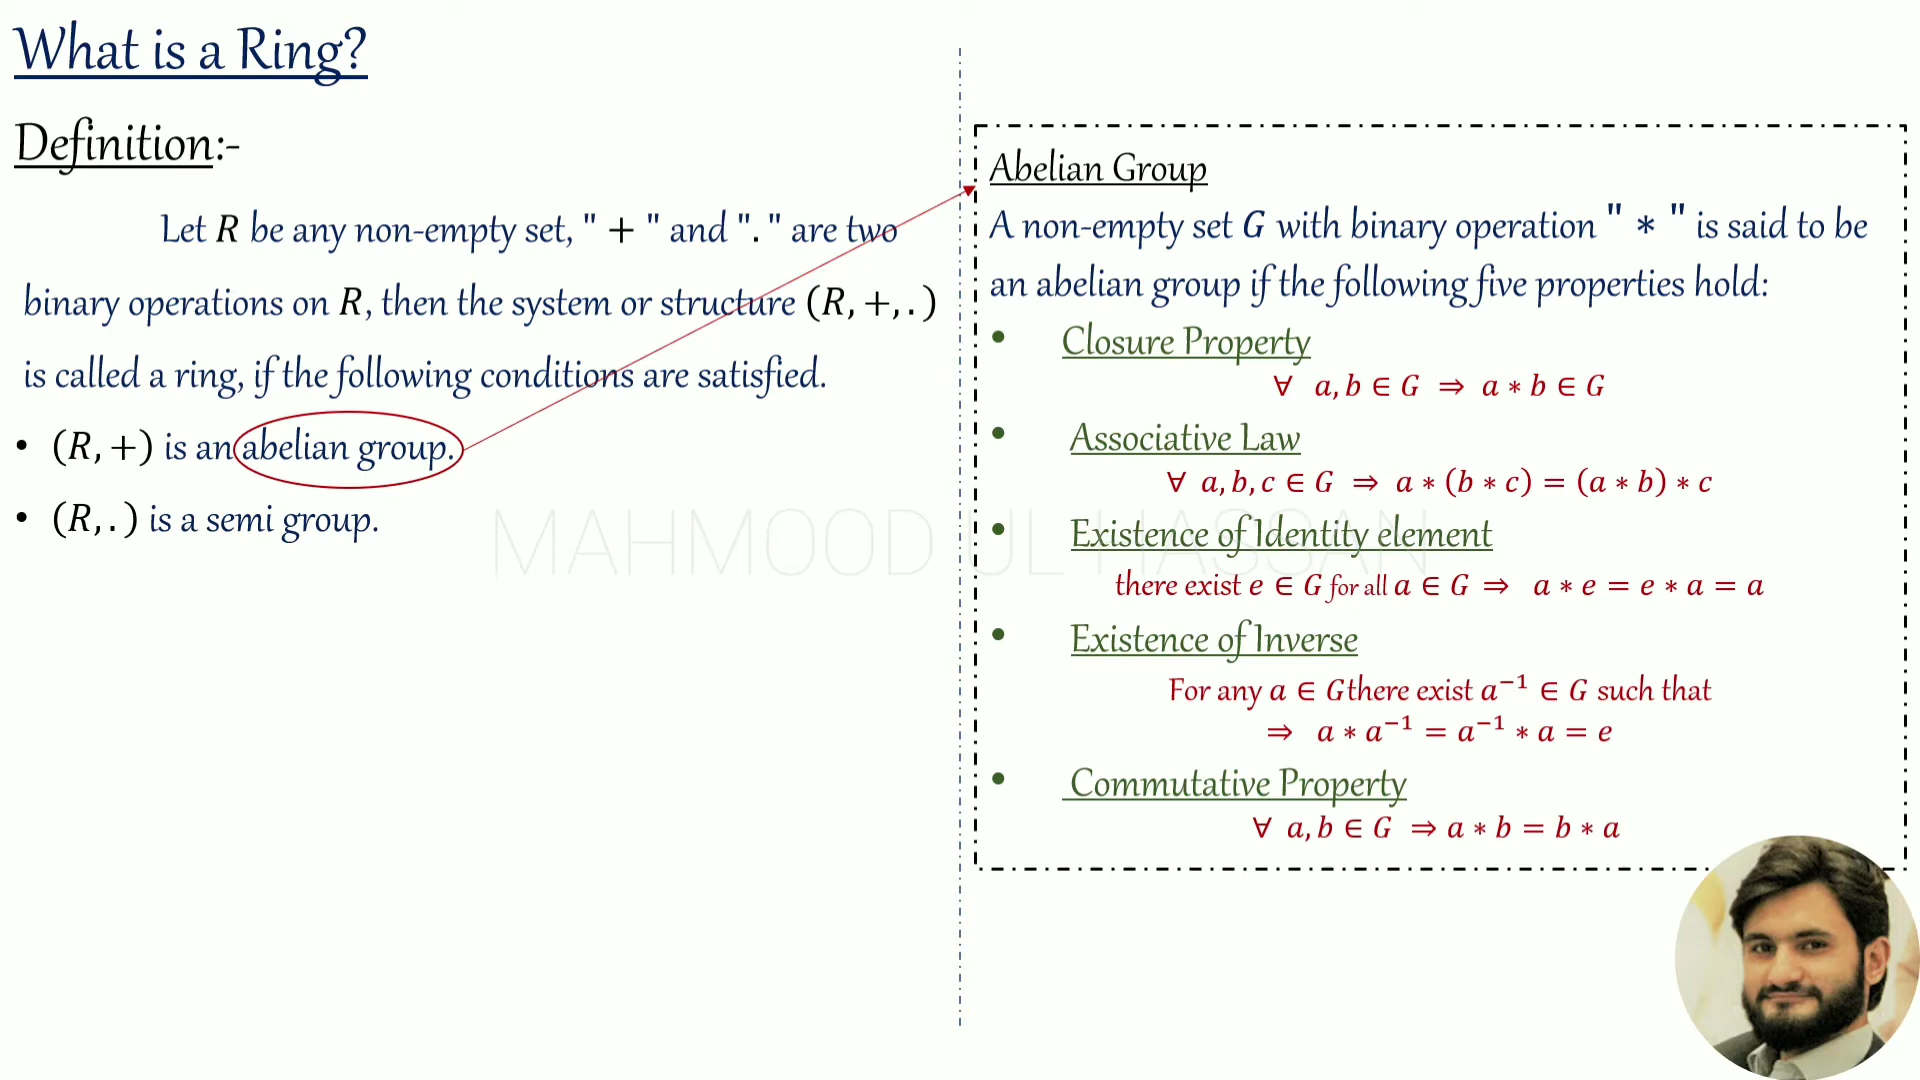 What is a Ring?
Definition:-
Let R be any non-empty set, " + " and "." are two
binary operations on R, then the system or structure (R, +, .)
is called a ring, if the following conditions are satisfied.
• (R, +) is an abelian group.
• (R, .) is a semi group.
MAHMOOD UL HASSAN
Abelian Group
A non-empty set G with binary operation " ∗ " is said to be
an abelian group if the following five properties hold:
• Closure Property
∀ a, b ∈ G ⇒ a ∗ b ∈ G
• Associative Law
∀ a, b, c ∈ G ⇒ a ∗ (b ∗ c) = (a ∗ b) ∗ c
• Existence of Identity element
there exist e ∈ G for all a ∈ G ⇒ a ∗ e = e ∗ a = a
• Existence of Inverse
For any a ∈ Gthere exist a⁻¹ ∈ G such that
⇒ a ∗ a⁻¹ = a⁻¹ ∗ a = e
• Commutative Property
∀ a, b ∈ G ⇒ a ∗ b = b ∗ a